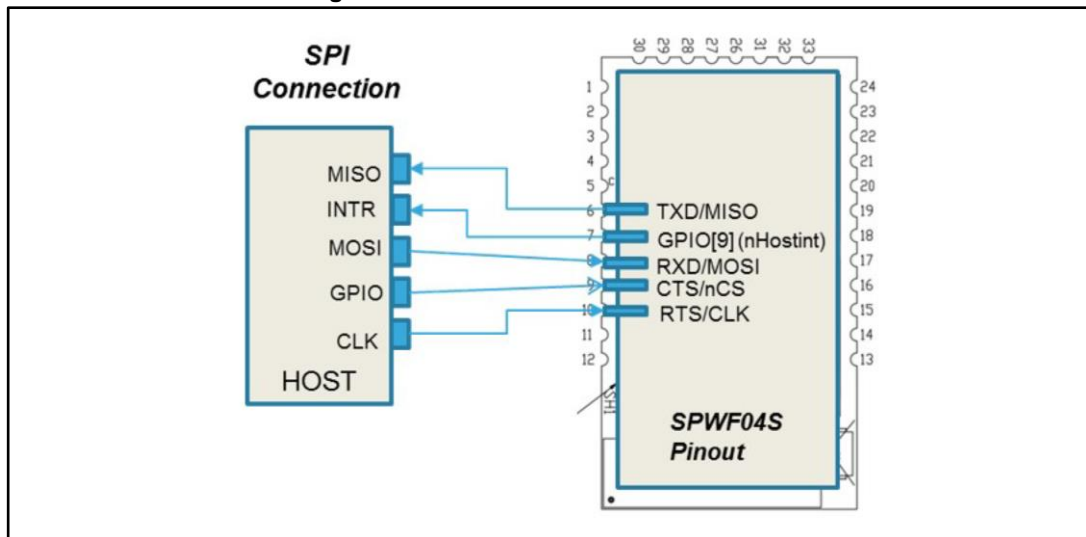 SPI
Connection
MISO
INTR
MOSI
GPIO
CLK
HOST
30 29 28 27 26 31 32 33
1
2
3
4
5
6
7
8
9
10
11
12
24
23
22
21
20
19
18
17
16
15
14
13
TXD/MISO
GPIO[9] (nHostint)
RXD/MOSI
CTS/nCS
RTS/CLK
SPWF04S
Pinout